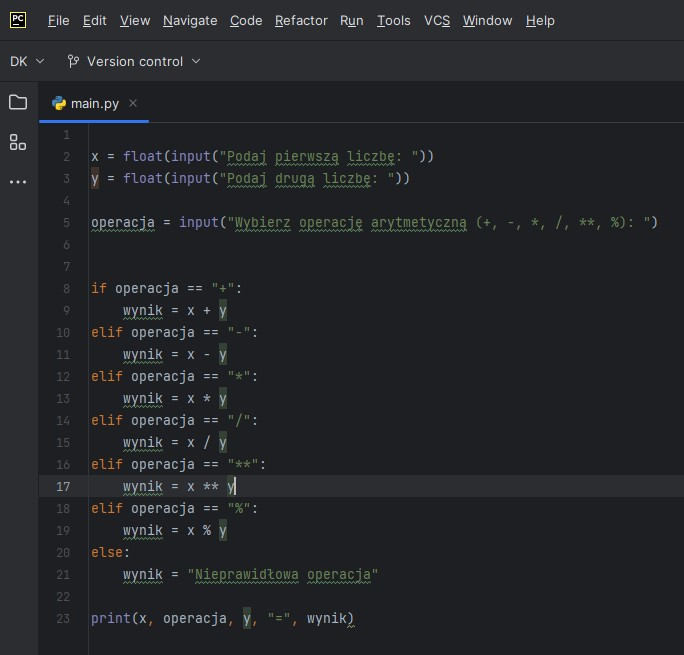 PC File Edit View Navigate Code Refactor Run Tools VCS Window Help
DK Version control
main.py
1
2 x = float(input("Podaj pierwszą liczbę: "))
3 y = float(input("Podaj drugą liczbę: "))
4
5 operacja = input("Wybierz operację arytmetyczną (+, -, *, /, **, %): ")
6
7
8 if operacja == "+":
9 wynik = x + y
10 elif operacja == "-":
11 wynik = x - y
12 elif operacja == "*":
13 wynik = x * y
14 elif operacja == "/":
15 wynik = x / y
16 elif operacja == "**":
17 wynik = x ** y
18 elif operacja == "%":
19 wynik = x % y
20 else:
21 wynik = "Nieprawidłowa operacja"
22
23 print(x, operacja, y, "=", wynik)